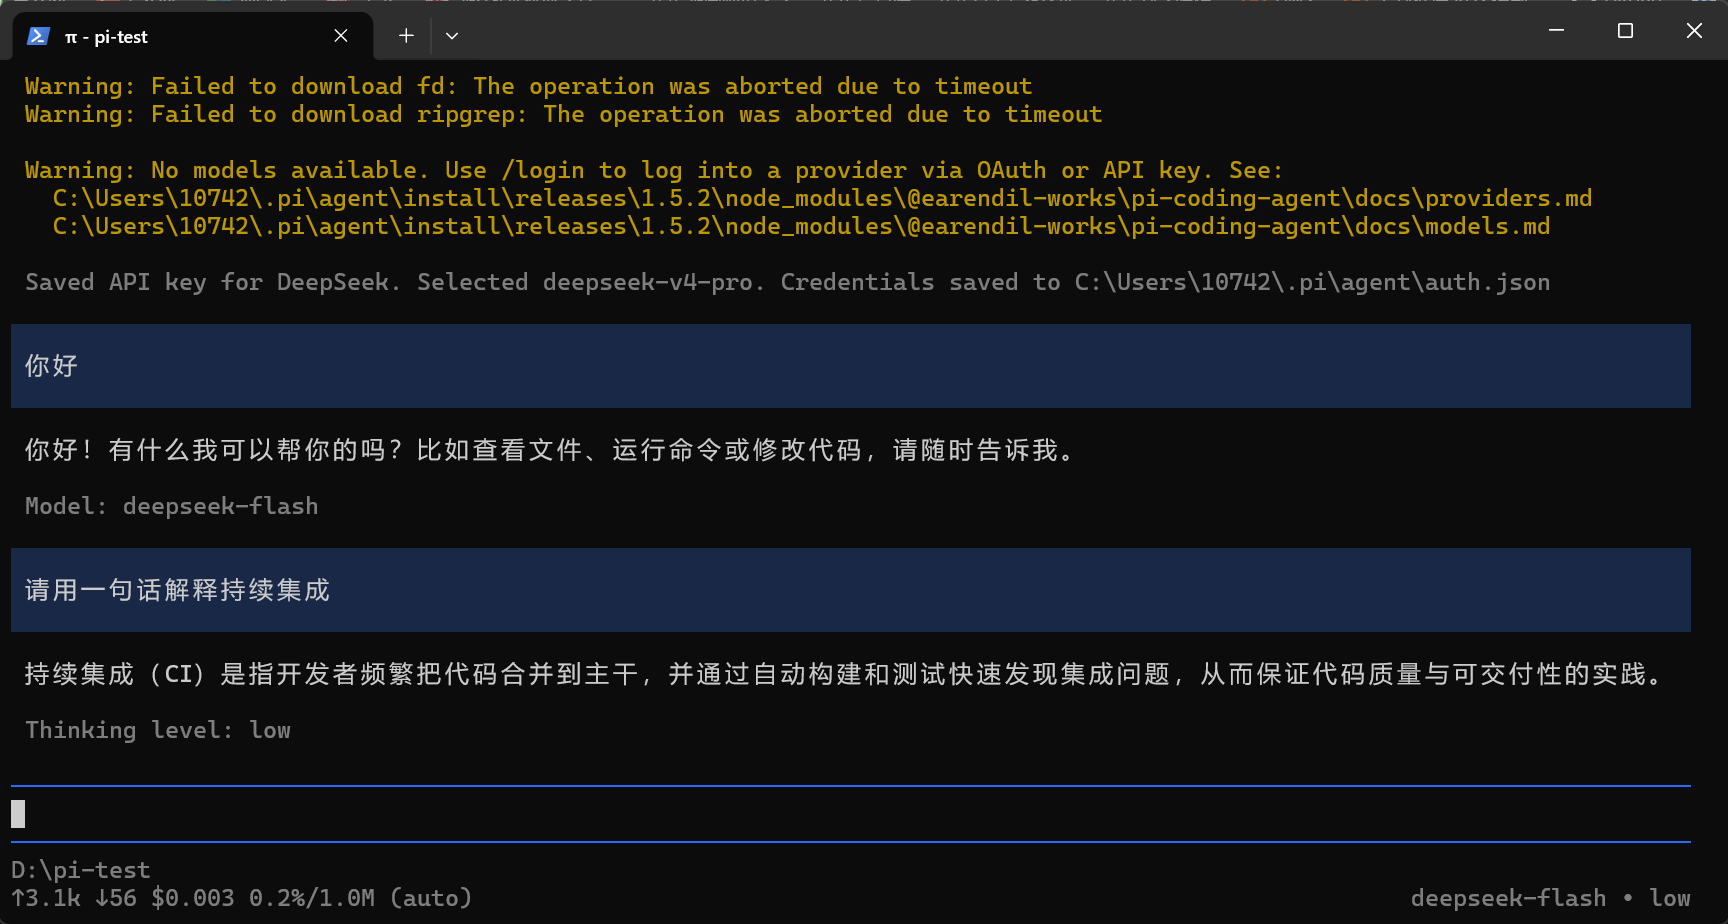 π - pi-test
Warning: Failed to download fd: The operation was aborted due to timeout
Warning: Failed to download ripgrep: The operation was aborted due to timeout
Warning: No models available. Use /login to log into a provider via OAuth or API key. See:
C:\Users\10742\.pi\agent\install\releases\1.5.2\node_modules\@earendil-works\pi-coding-agent\docs\providers.md
C:\Users\10742\.pi\agent\install\releases\1.5.2\node_modules\@earendil-works\pi-coding-agent\docs\models.md
Saved API key for DeepSeek. Selected deepseek-v4-pro. Credentials saved to C:\Users\10742\.pi\agent\auth.json
你好
你好！有什么我可以帮你的吗？比如查看文件、运行命令或修改代码，请随时告诉我。
Model: deepseek-flash
请用一句话解释持续集成
持续集成（CI）是指开发者频繁把代码合并到主干，并通过自动构建和测试快速发现集成问题，从而保证代码质量与可交付性的实践。
Thinking level: low
D:\pi-test
↑3.1k ↓56 $0.003 0.2%/1.0M (auto) deepseek-flash • low